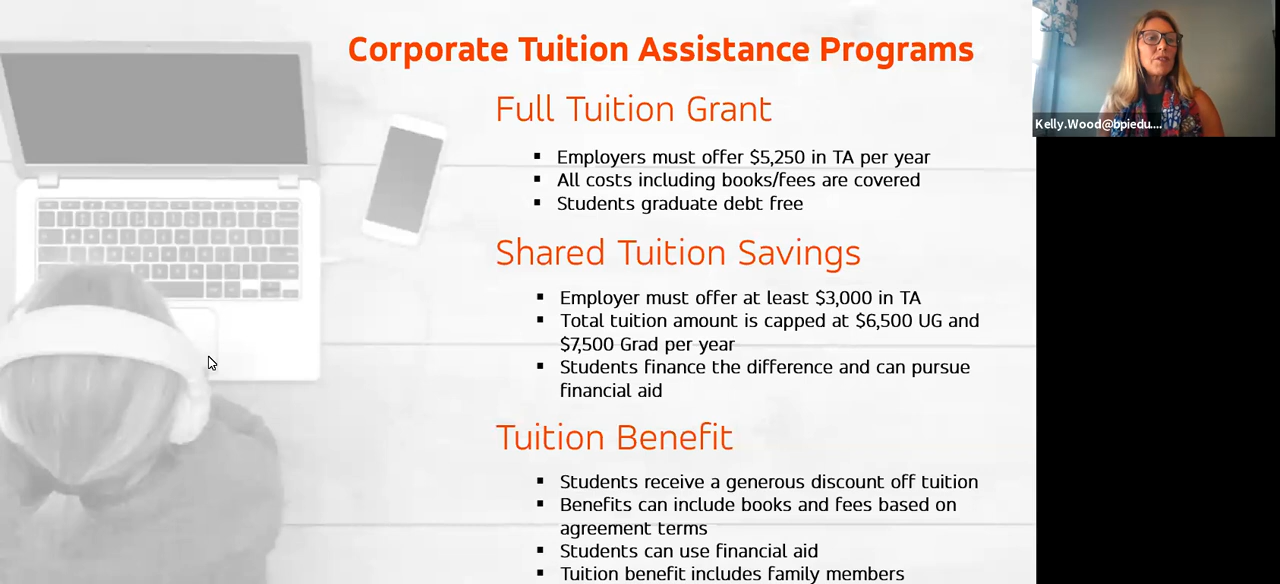 Corporate Tuition Assistance Programs
Full Tuition Grant
▪ Employers must offer $5,250 in TA per year
▪ All costs including books/fees are covered
▪ Students graduate debt free
Shared Tuition Savings
▪ Employer must offer at least $3,000 in TA
▪ Total tuition amount is capped at $6,500 UG and
$7,500 Grad per year
▪ Students finance the difference and can pursue
financial aid
Tuition Benefit
▪ Students receive a generous discount off tuition
▪ Benefits can include books and fees based on
agreement terms
▪ Students can use financial aid
▪ Tuition benefit includes family members
Kelly.Wood@bpiedu....